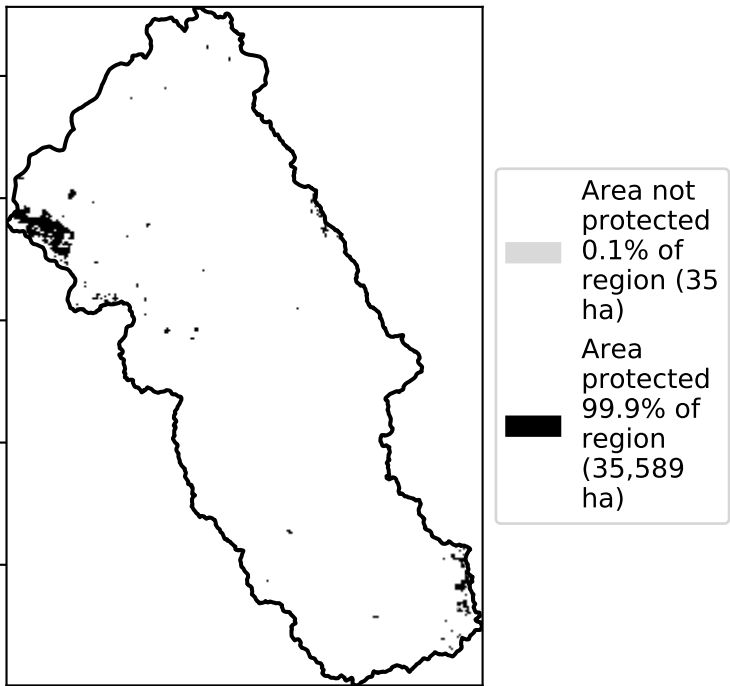 Area not
protected
0.1% of
region (35
ha)
Area
protected
99.9% of
region
(35,589
ha)